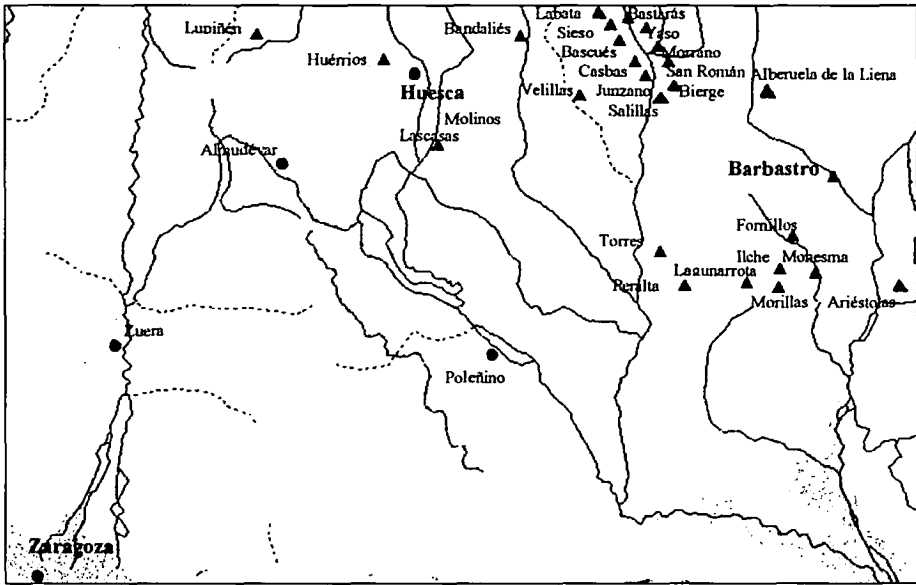 Labata
Bastarás
Lupiñén
Bandaliés
Sieso
Yaso
Bascués
Morrano
Huérrios
Casbas
San Román
Alberuela de la Liena
Huesca
Velillas
Junzano
Bierge
Salillas
Molinos
Lascasas
Almudévar
Barbastro
Fornillos
Torres
Ilche
Monesma
Lagunarrota
Peralta
Morillas
Ariéstolas
Zuera
Poleñino
Zaragoza